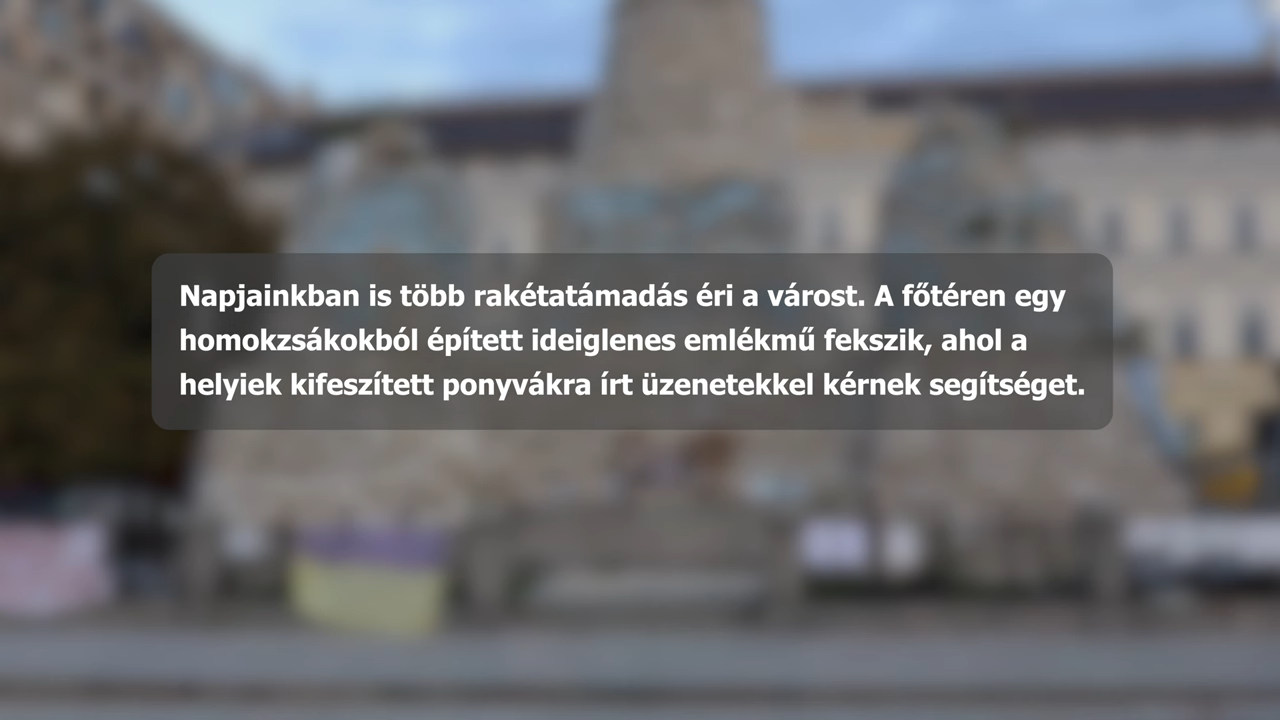 Napjainkban is több rakétatámadás éri a várost. A főtéren egy
homokzsákokból épített ideiglenes emlékmű fekszik, ahol a
helyiek kifeszített ponyvákra írt üzenetekkel kérnek segítséget.